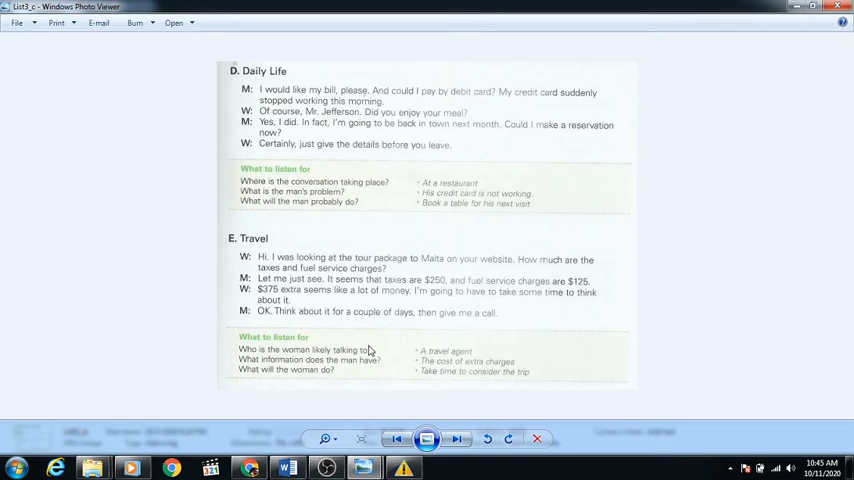 List3_c - Windows Photo Viewer
File Print E-mail Burn Open
D. Daily Life
M: I would like my bill, please. And could I pay by debit card? My credit card suddenly
stopped working this morning.
W: Of course, Mr. Jefferson. Did you enjoy your meal?
M: Yes, I did. In fact, I'm going to be back in town next month. Could I make a reservation
now?
W: Certainly, just give the details before you leave.
What to listen for
Where is the conversation taking place? • At a restaurant
What is the man's problem? • His credit card is not working.
What will the man probably do? • Book a table for his next visit
E. Travel
W: Hi. I was looking at the tour package to Malta on your website. How much are the
taxes and fuel service charges?
M: Let me just see. It seems that taxes are $250, and fuel service charges are $125.
W: $375 extra seems like a lot of money. I'm going to have to take some time to think
about it.
M: OK. Think about it for a couple of days, then give me a call.
What to listen for
Who is the woman likely talking to • A travel agent
What information does the man have? • The cost of extra charges
What will the woman do? • Take time to consider the trip
321
10:45 AM
10/11/2020